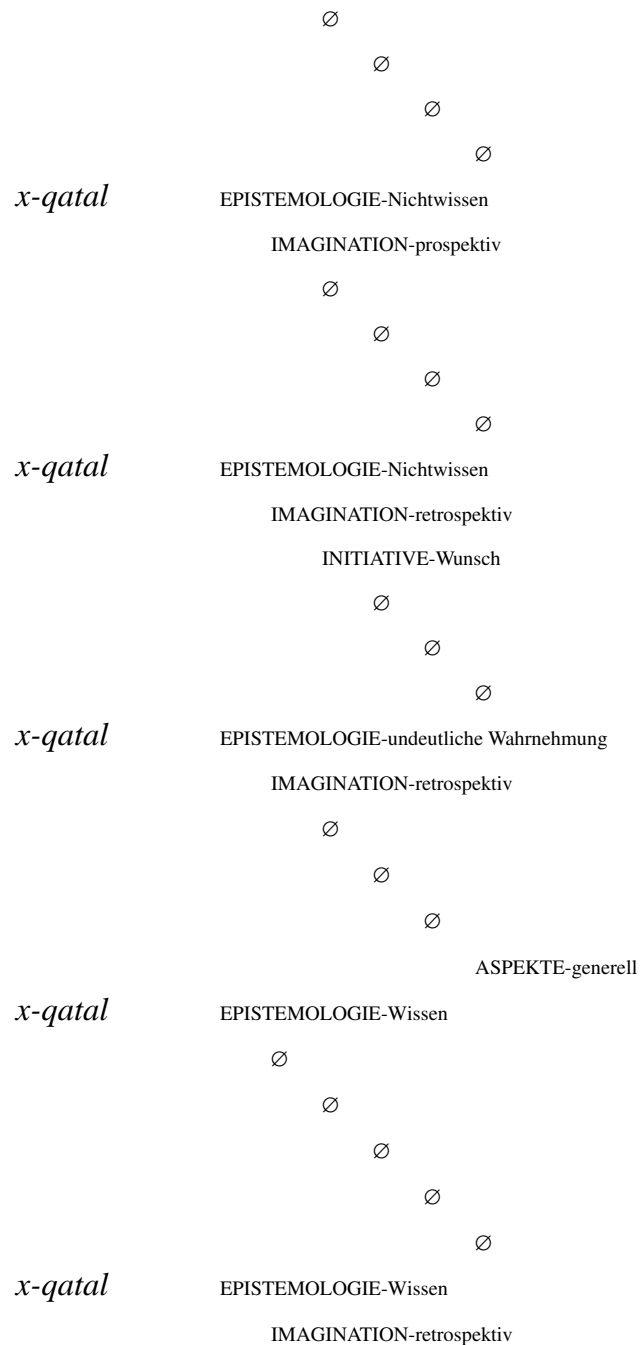 ∅
∅
∅
∅
x-qatal EPISTEMOLOGIE-Nichtwissen
IMAGINATION-prospektiv
∅
∅
∅
∅
x-qatal EPISTEMOLOGIE-Nichtwissen
IMAGINATION-retrospektiv
INITIATIVE-Wunsch
∅
∅
∅
x-qatal EPISTEMOLOGIE-undeutliche Wahrnehmung
IMAGINATION-retrospektiv
∅
∅
∅
ASPEKTE-generell
x-qatal EPISTEMOLOGIE-Wissen
∅
∅
∅
∅
∅
x-qatal EPISTEMOLOGIE-Wissen
IMAGINATION-retrospektiv